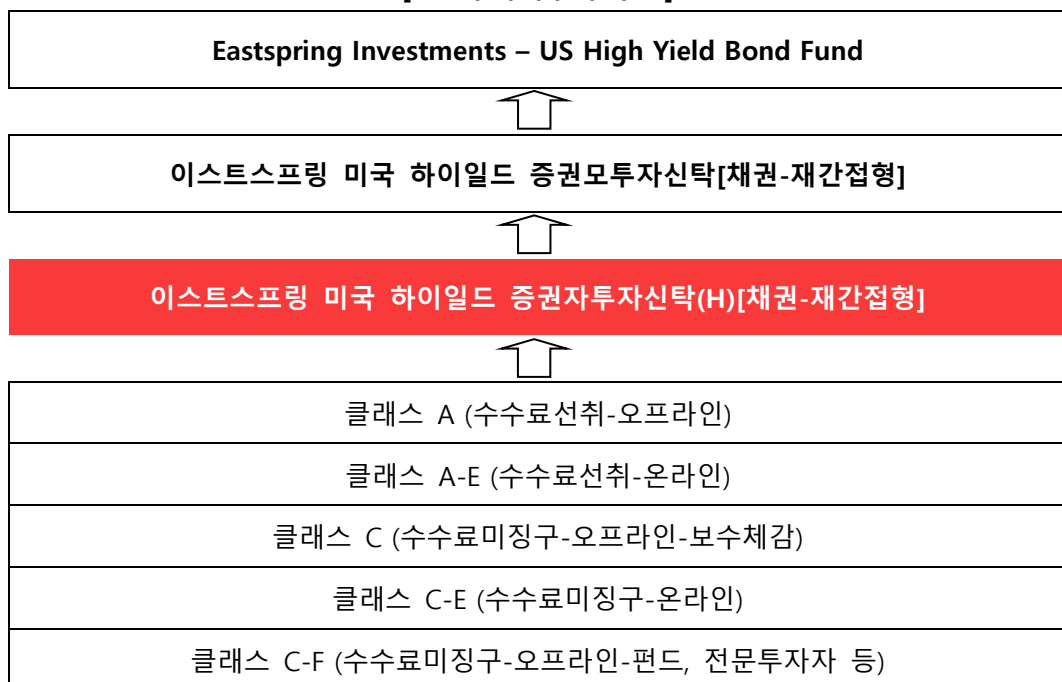 Eastspring Investments – US High Yield Bond Fund
이스트스프링 미국 하이일드 증권모투자신탁[채권-재간접형]
이스트스프링 미국 하이일드 증권자투자신탁(H)[채권-재간접형]
클래스 A (수수료선취-오프라인)
클래스 A-E (수수료선취-온라인)
클래스 C (수수료미징구-오프라인-보수체감)
클래스 C-E (수수료미징구-온라인)
클래스 C-F (수수료미징구-오프라인-펀드, 전문투자자 등)